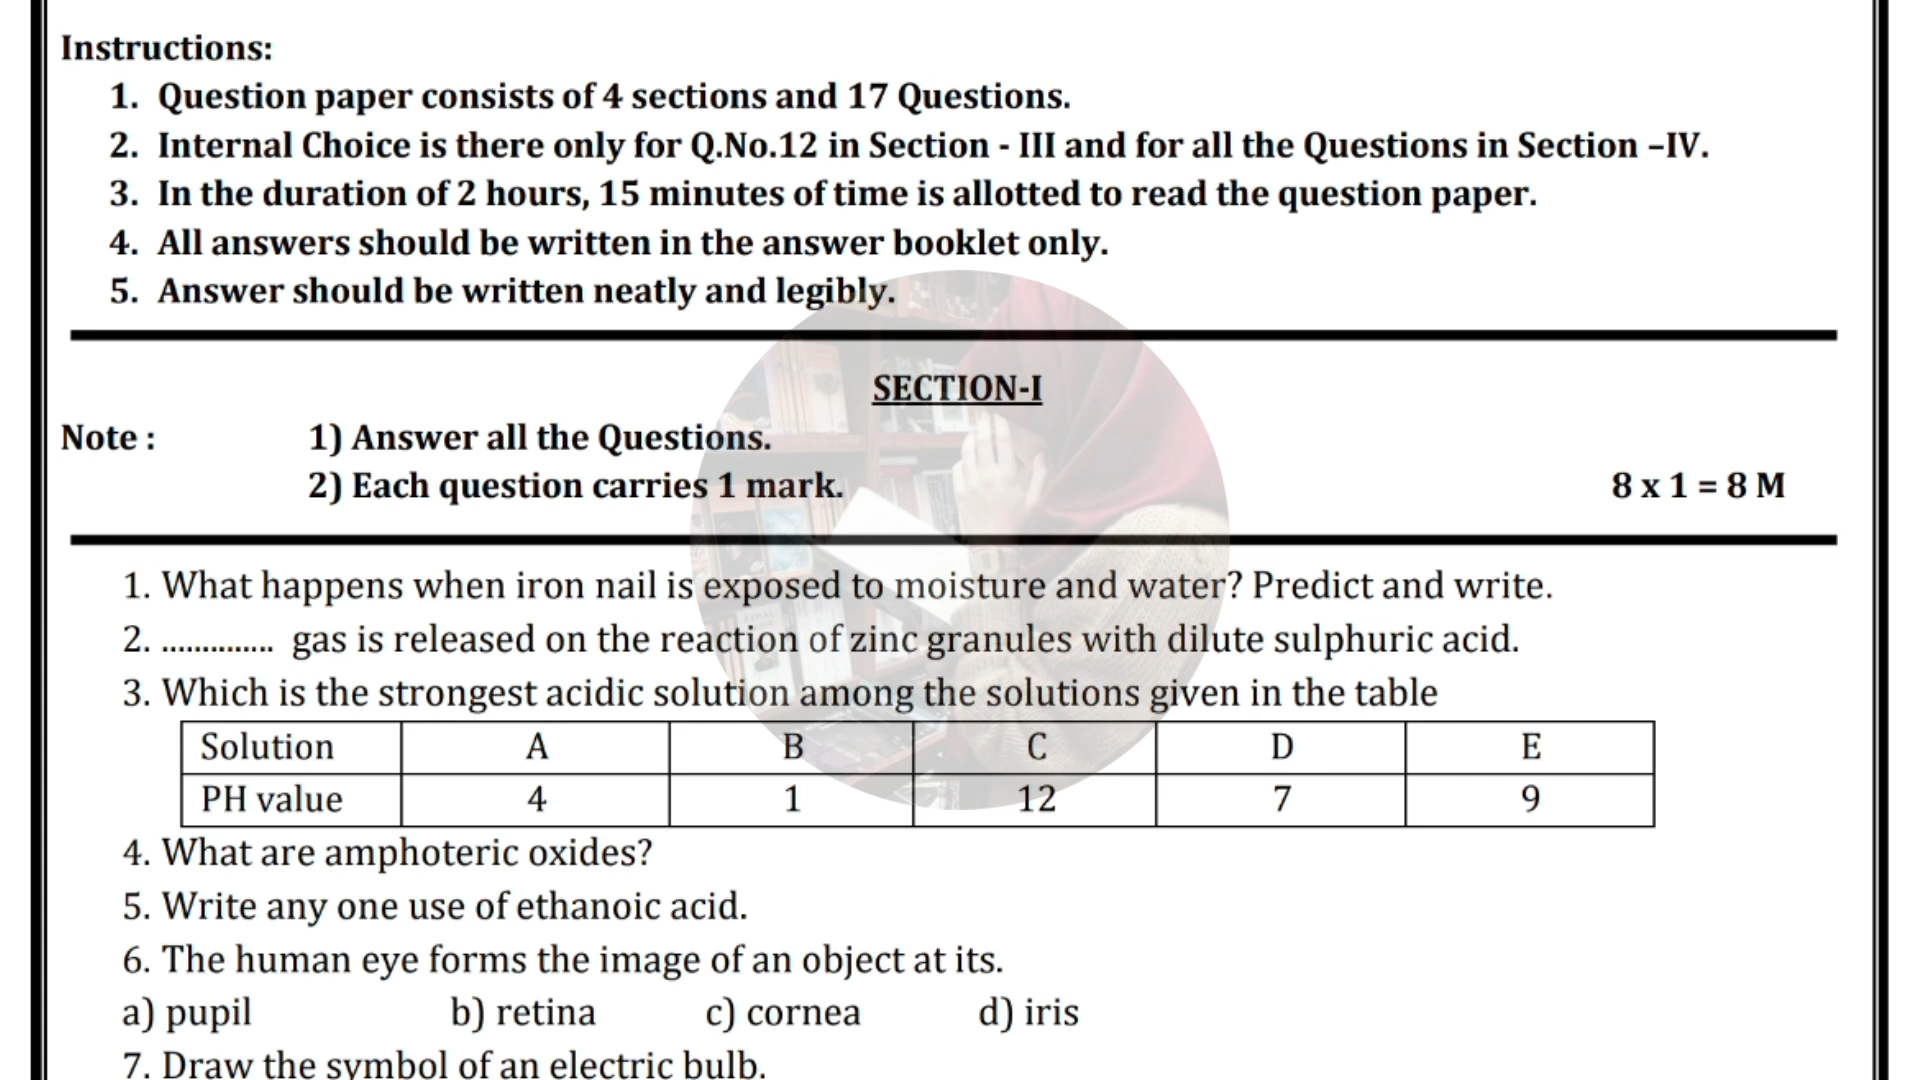 Instructions:
1. Question paper consists of 4 sections and 17 Questions.
2. Internal Choice is there only for Q.No.12 in Section - III and for all the Questions in Section –IV.
3. In the duration of 2 hours, 15 minutes of time is allotted to read the question paper.
4. All answers should be written in the answer booklet only.
5. Answer should be written neatly and legibly.
SECTION-I
Note : 1) Answer all the Questions.
2) Each question carries 1 mark. 8 x 1 = 8 M
1. What happens when iron nail is exposed to moisture and water? Predict and write.
2. .............. gas is released on the reaction of zinc granules with dilute sulphuric acid.
3. Which is the strongest acidic solution among the solutions given in the table
Solution A B C D E
PH value 4 1 12 7 9
4. What are amphoteric oxides?
5. Write any one use of ethanoic acid.
6. The human eye forms the image of an object at its.
a) pupil b) retina c) cornea d) iris
7. Draw the symbol of an electric bulb.